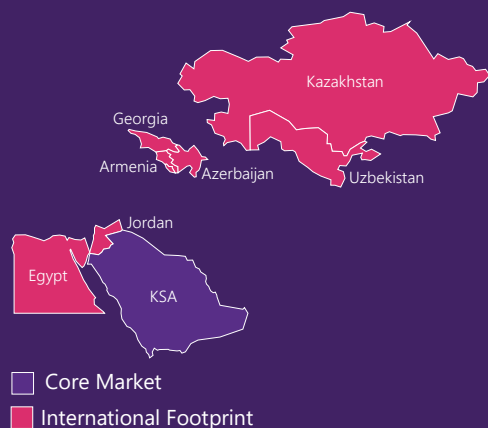 Kazakhstan
Georgia
Armenia
Azerbaijan
Uzbekistan
Jordan
Egypt
KSA
Core Market
International Footprint